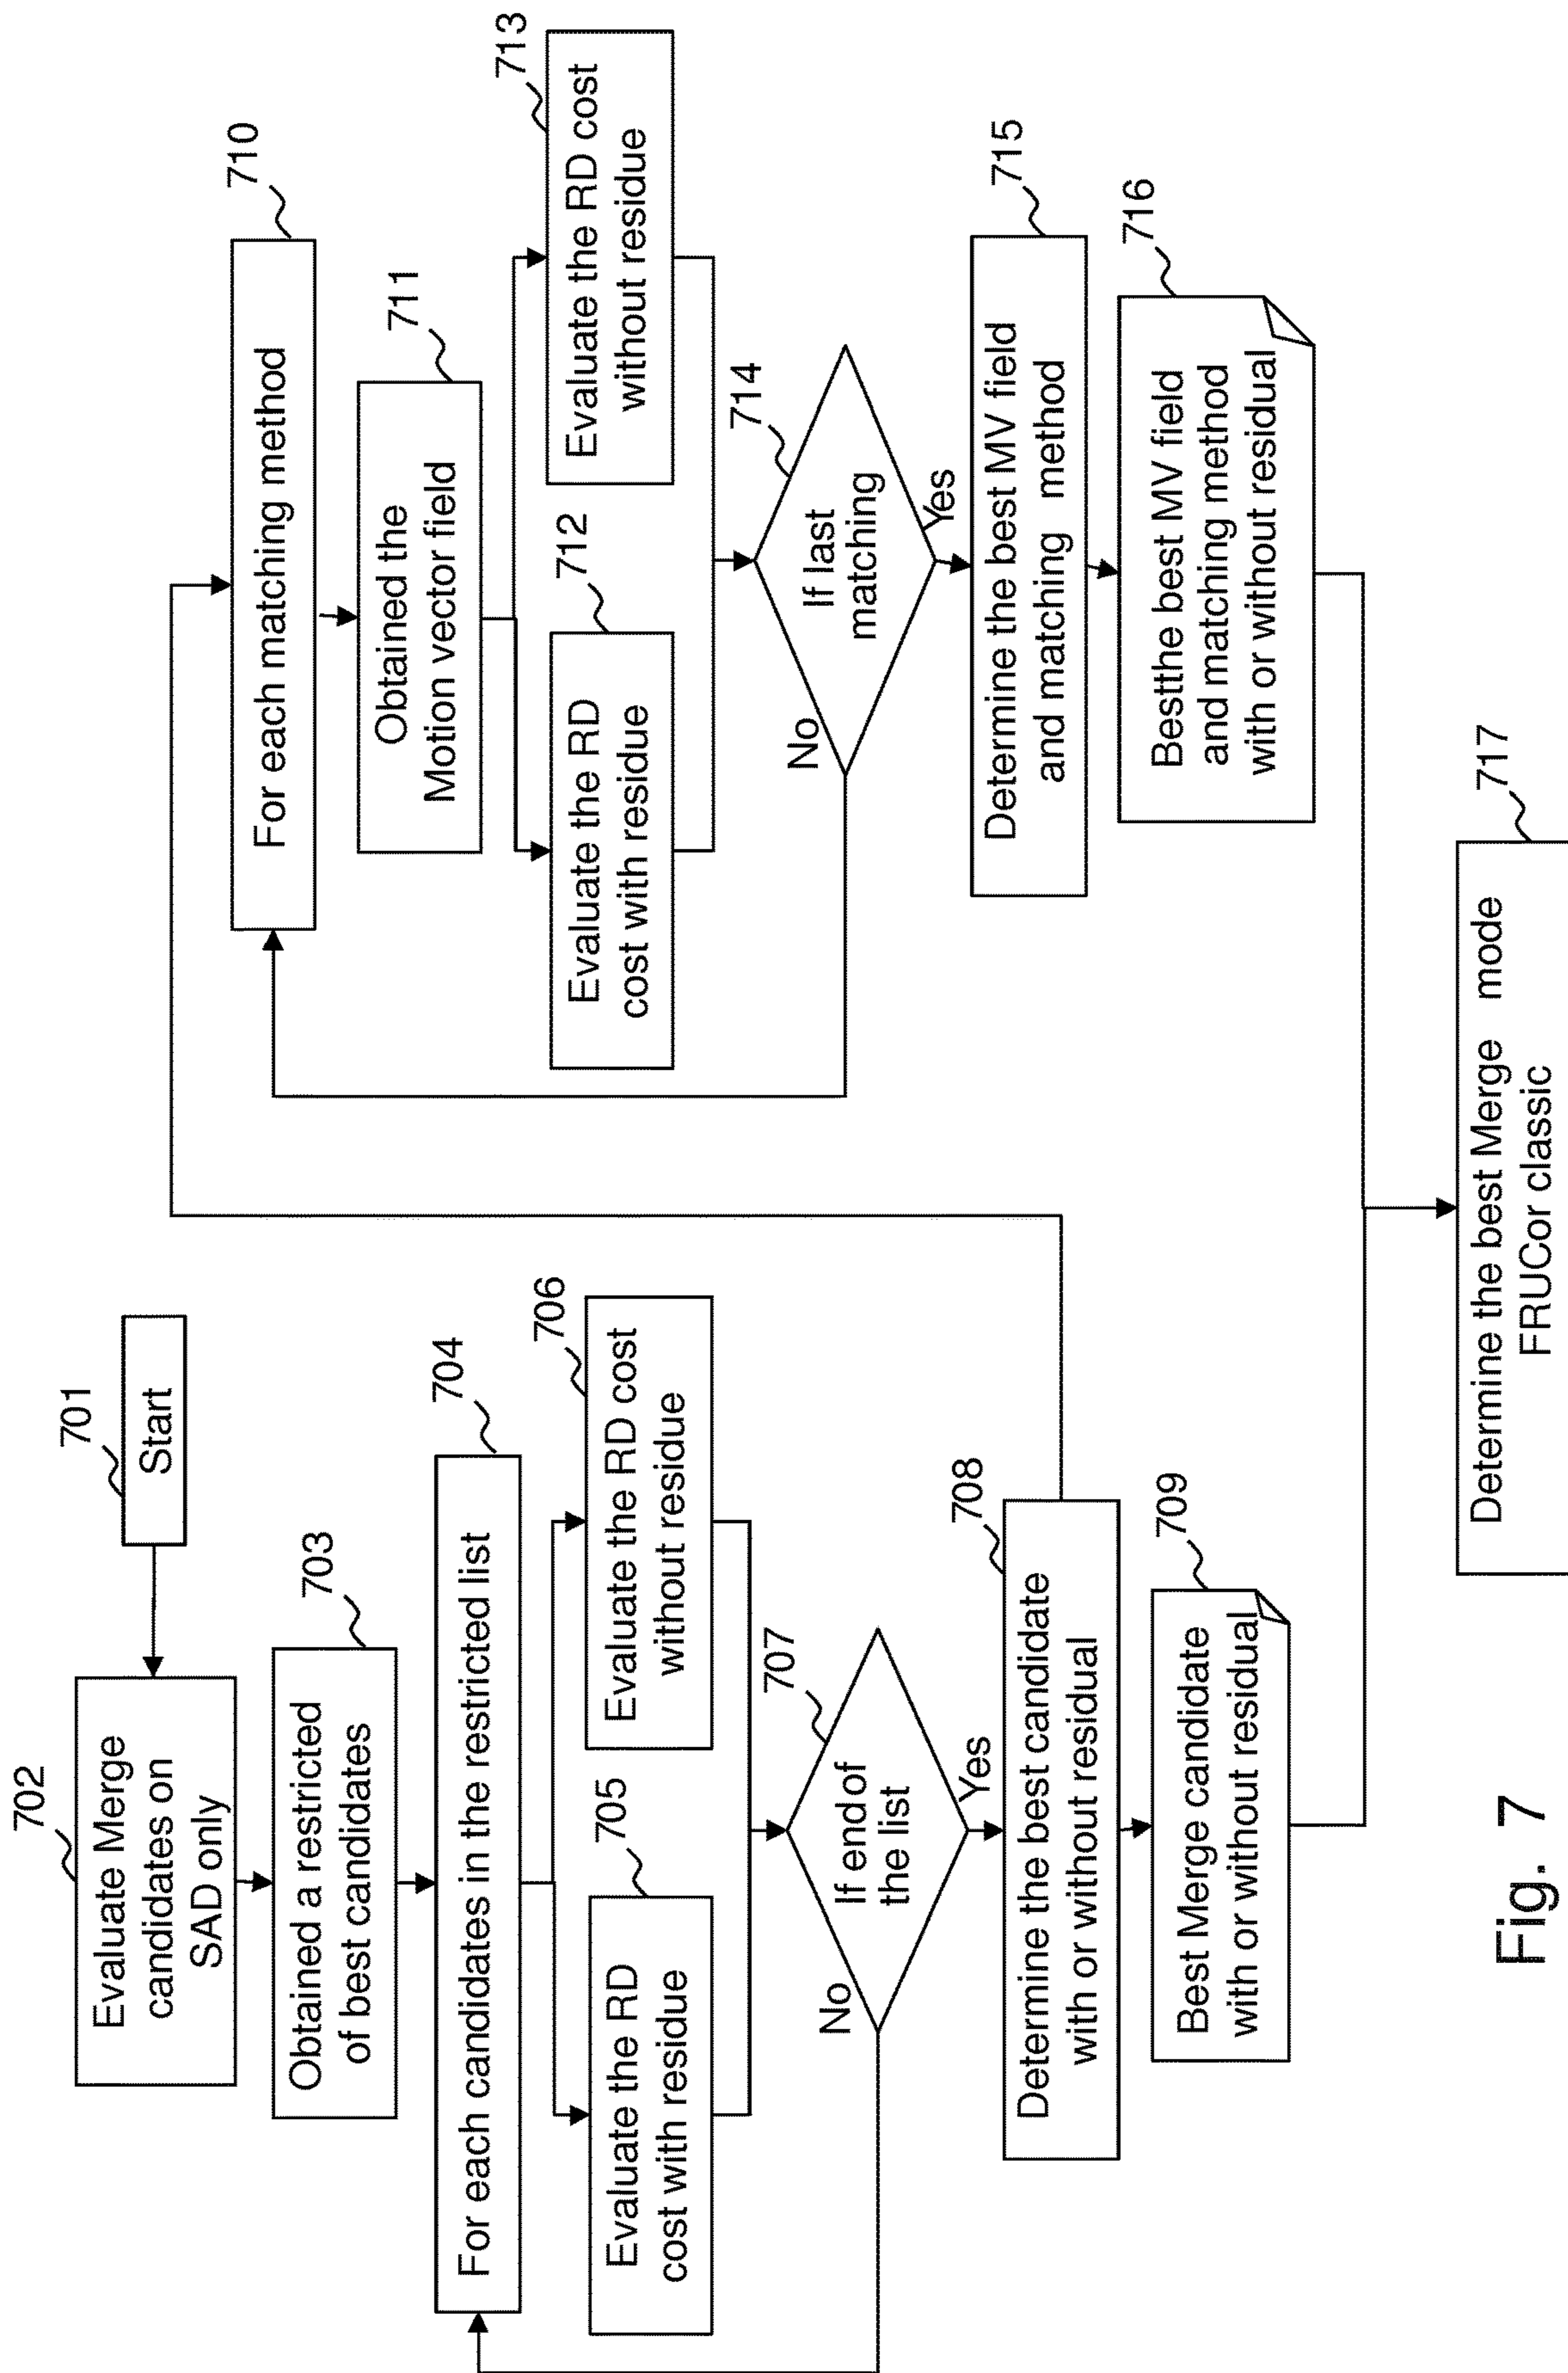 701
Start
702
Evaluate Merge
candidates on
SAD only
703
Obtained a restricted
of best candidates
704
For each candidates in the restricted list
705
Evaluate the RD
cost with residue
706
Evaluate the RD cost
without residue
707
If end of
the list
No
Yes
708
Determine the best candidate
with or without residual
709
Best Merge candidate
with or without residual
710
For each matching method
711
Obtained the
Motion vector field
712
Evaluate the RD
cost with residue
713
Evaluate the RD cost
without residue
714
If last
matching
No
Yes
715
Determine the best MV field
and matching method
716
Bestthe best MV field
and matching method
with or without residual
717
Determine the best Merge mode
FRUCor classic
Fig. 7